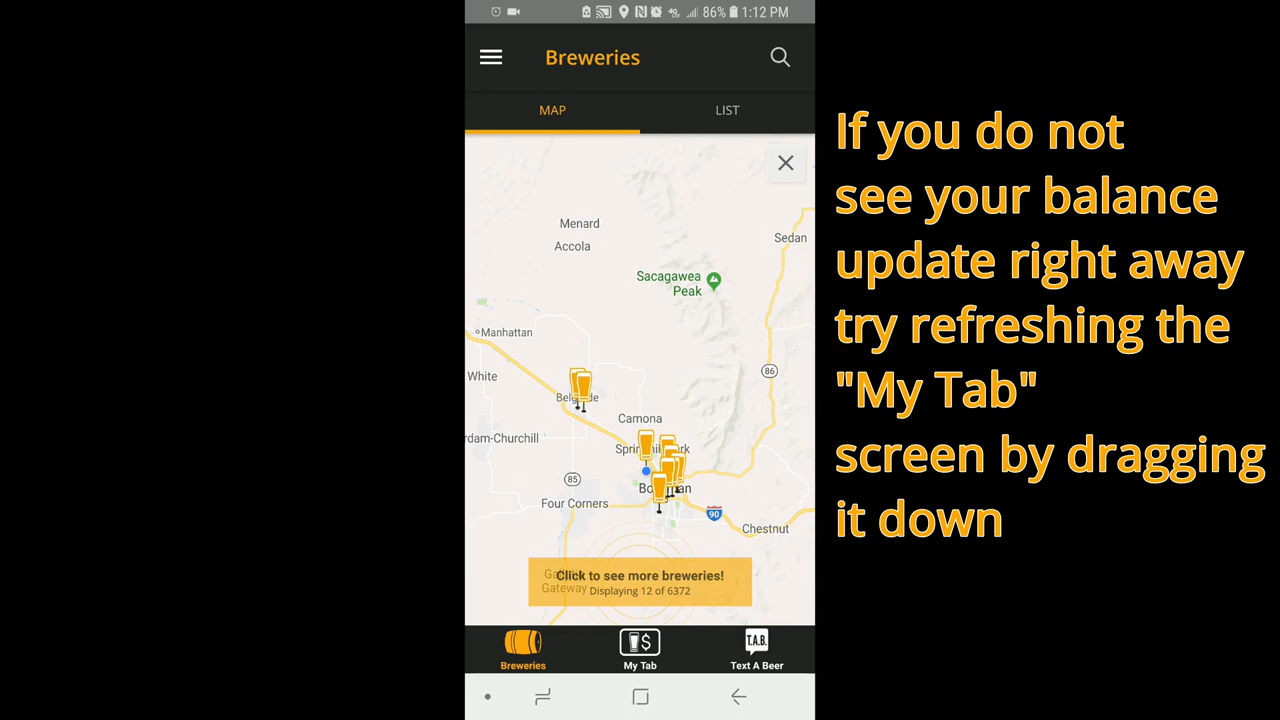 86% 1:12 PM
Breweries
MAP
LIST
Menard
Accola
Sedan
Sacagawea
Peak
Manhattan
86
White
Camona
rdam-Churchill
85
Four Corners
90
Chestnut
Click to see more breweries!
Gateway
Displaying 12 of 6372
Breweries
My Tab
T.A.B.
Text A Beer
If you do not
see your balance
update right away
try refreshing the
"My Tab"
screen by dragging
it down